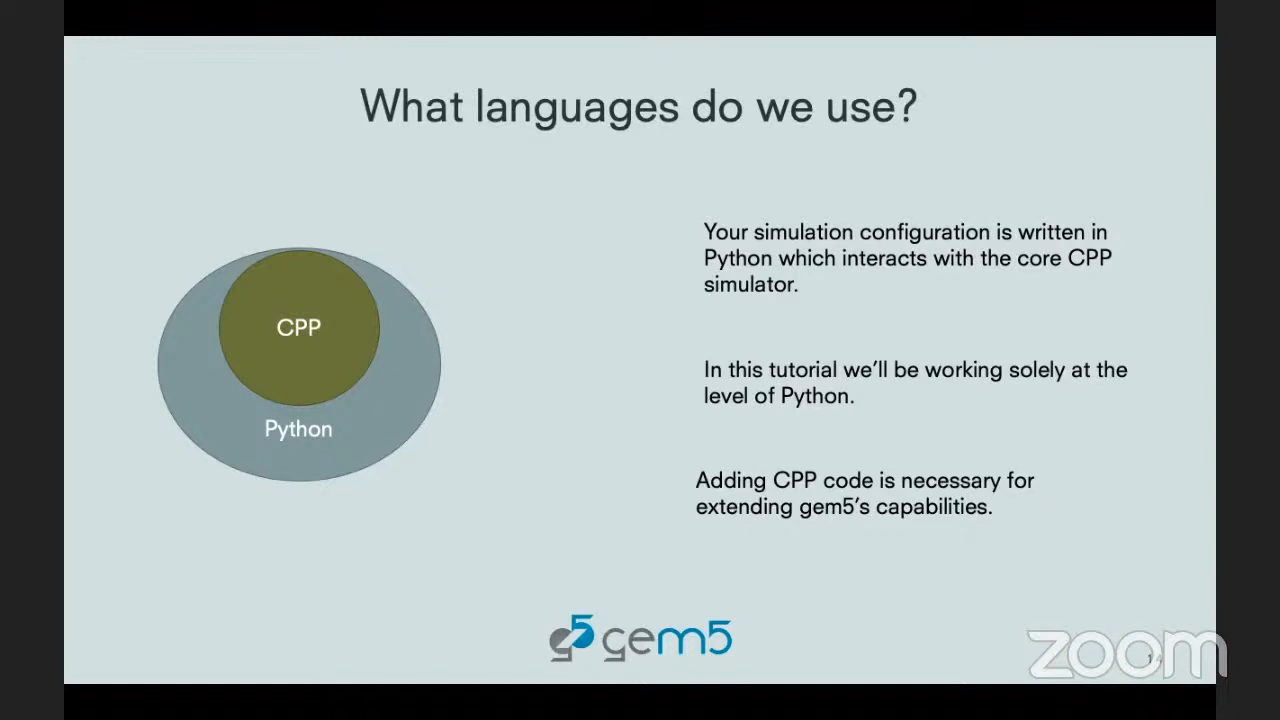 What languages do we use?
Your simulation configuration is written in
Python which interacts with the core CPP
simulator.
CPP
In this tutorial we'll be working solely at the
level of Python.
Python
Adding CPP code is necessary for
extending gem5's capabilities.
g5 gem5
zoom